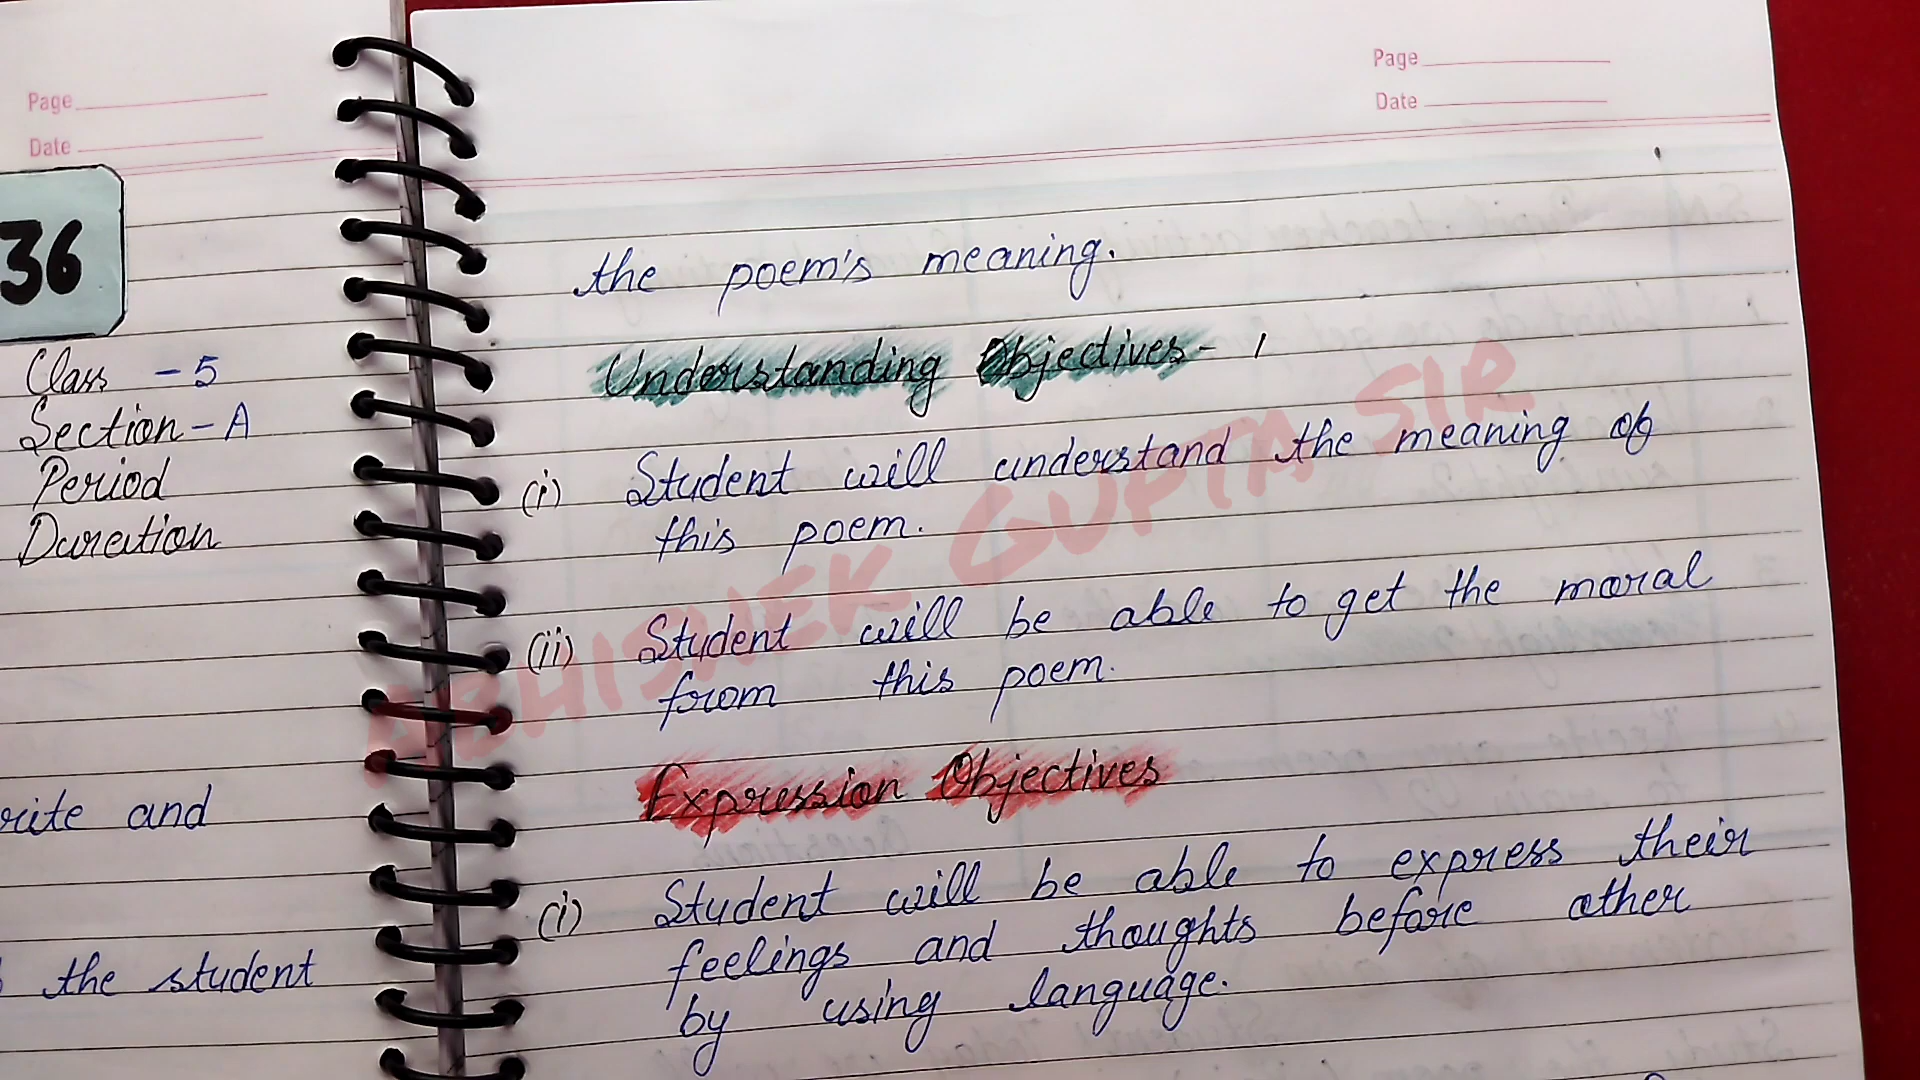 Page
Date
36
Class - 5
Section - A
Period
Duration
rite and
the student
Page
Date
the poem's meaning.
Understanding Objectives - 1
(i) Student will understand the meaning of
this poem.
(ii) Student will be able to get the moral
from this poem.
Expression Objectives
(i) Student will be able to express their
feelings and thoughts before other
by using language.
ABHISHEK GUPTA SIR